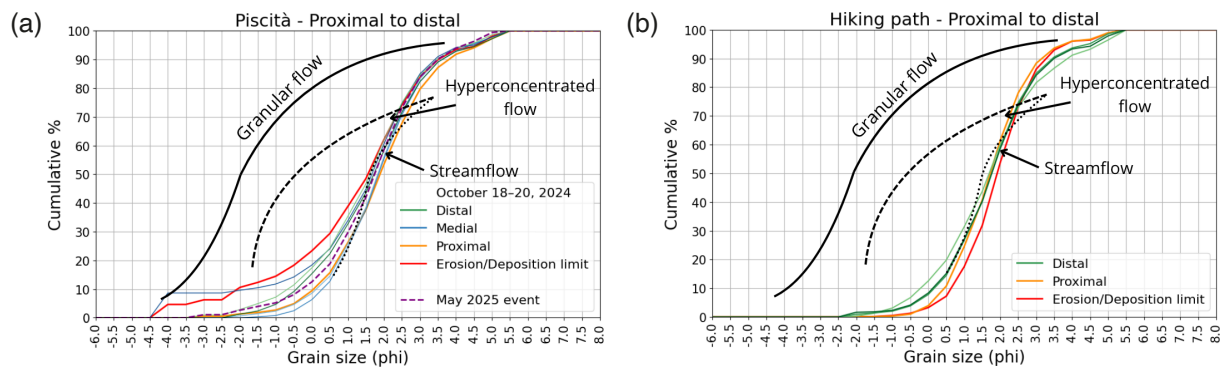 (a)
Piscità - Proximal to distal
Cumulative %
100
90
80
70
60
50
40
30
20
10
0
Granular flow
Hyperconcentrated
flow
Streamflow
October 18–20, 2024
Distal
Medial
Proximal
Erosion/Deposition limit
May 2025 event
-6.0 -5.5 -5.0 -4.5 -4.0 -3.5 -3.0 -2.5 -2.0 -1.5 -1.0 -0.5 0.0 0.5 1.0 1.5 2.0 2.5 3.0 3.5 4.0 4.5 5.0 5.5 6.0 6.5 7.0 7.5 8.0
Grain size (phi)
(b)
Hiking path - Proximal to distal
Cumulative %
100
90
80
70
60
50
40
30
20
10
0
Granular flow
Hyperconcentrated
flow
Streamflow
Distal
Proximal
Erosion/Deposition limit
-6.0 -5.5 -5.0 -4.5 -4.0 -3.5 -3.0 -2.5 -2.0 -1.5 -1.0 -0.5 0.0 0.5 1.0 1.5 2.0 2.5 3.0 3.5 4.0 4.5 5.0 5.5 6.0 6.5 7.0 7.5 8.0
Grain size (phi)